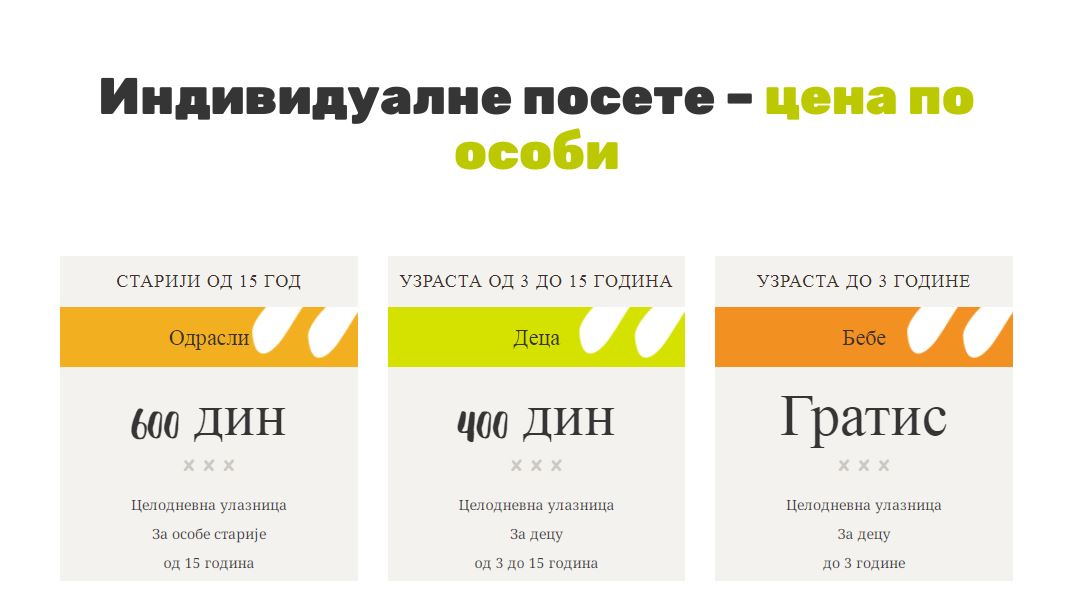 Индивидуалне посете – цена по
особи
СТАРИЈИ ОД 15 ГОД
Одрасли
600 дин
Целодневна улазница
За особе старије
од 15 година
УЗРАСТА ОД 3 ДО 15 ГОДИНА
Деца
400 дин
Целодневна улазница
За децу
од 3 до 15 година
УЗРАСТА ДО 3 ГОДИНЕ
Бебе
Гратис
Целодневна улазница
За децу
до 3 године